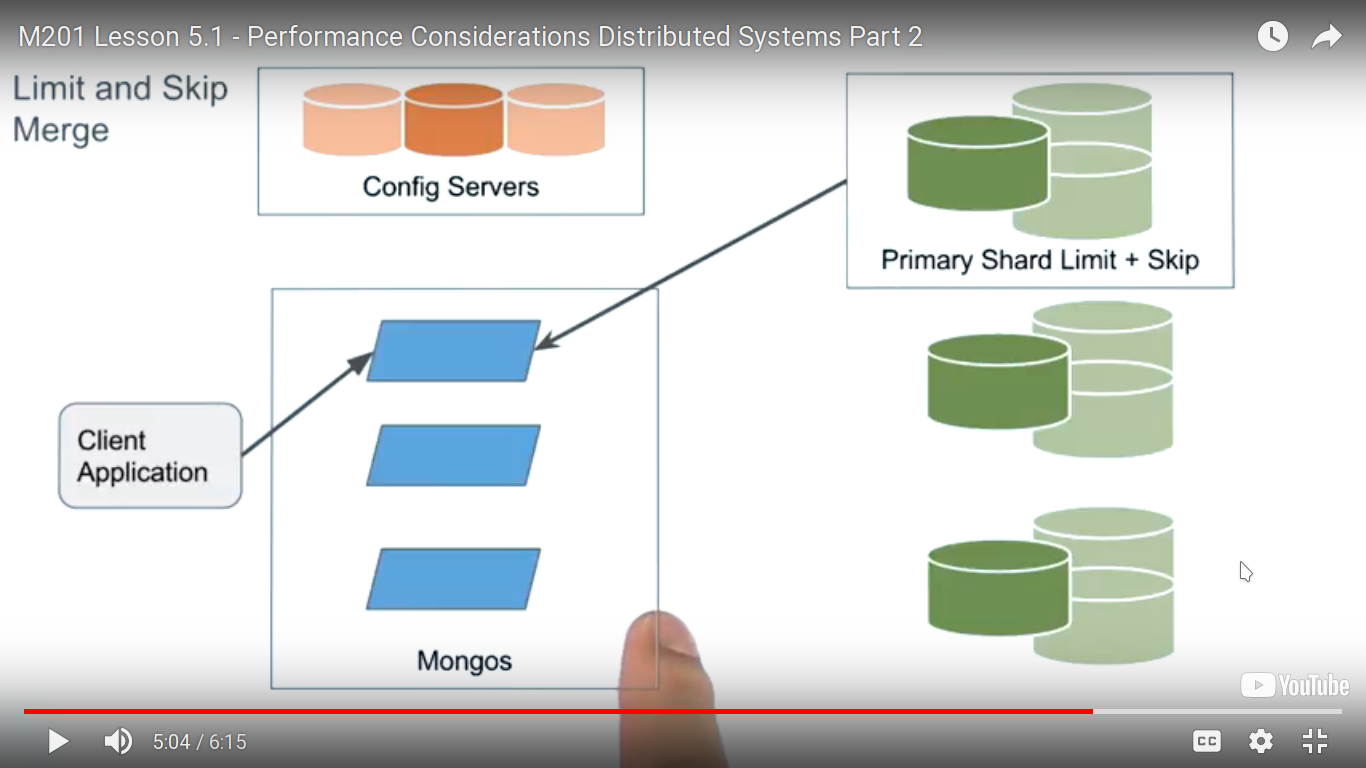 M201 Lesson 5.1 - Performance Considerations Distributed Systems Part 2
Limit and Skip
Merge
Config Servers
Primary Shard Limit + Skip
Client
Application
Mongos
YouTube
5:04 / 6:15
CC